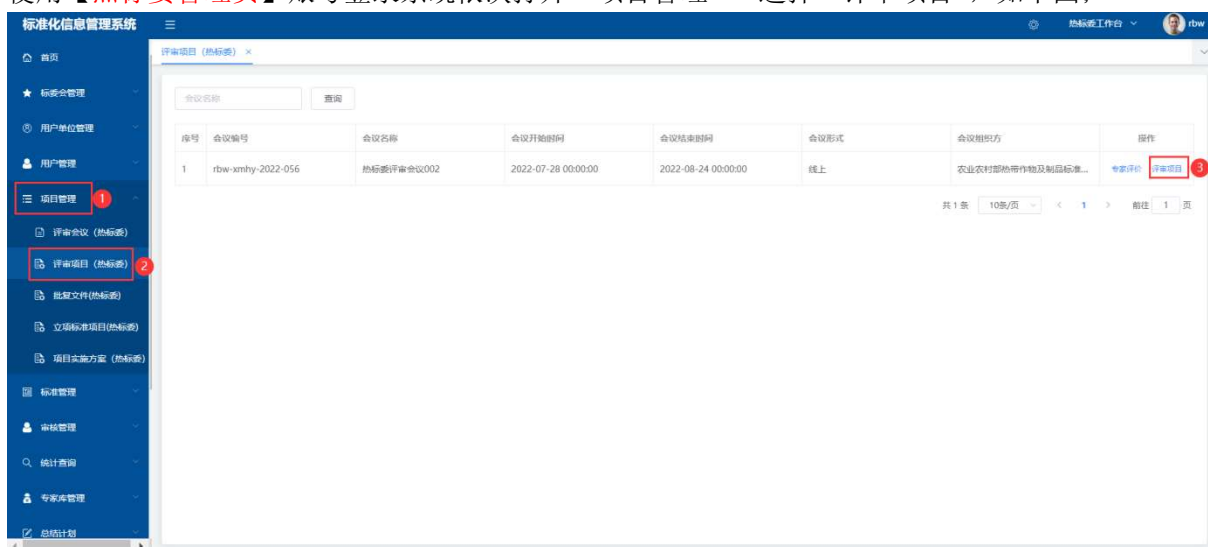 标准化信息管理系统
热标委工作台
rbw
首页
评审项目（热标委） ×
标委会管理
会议名称
查询
用户单位管理
序号 会议编号 会议名称 会议开始时间 会议结束时间 会议形式 会议组织方 操作
用户管理
1 rbw-xmhy-2022-056 热标委评审会议002 2022-07-28 00:00:00 2022-08-24 00:00:00 线上 农业农村部热带作物及制品标准... 专家评价 评审项目 3
项目管理 1
共1条 10条/页 < 1 > 前往 1 页
评审会议（热标委）
评审项目（热标委） 2
批复文件(热标委)
立项标准项目(热标委)
项目实施方案（热标委）
标准管理
审核管理
统计查询
专家库管理
总结计划